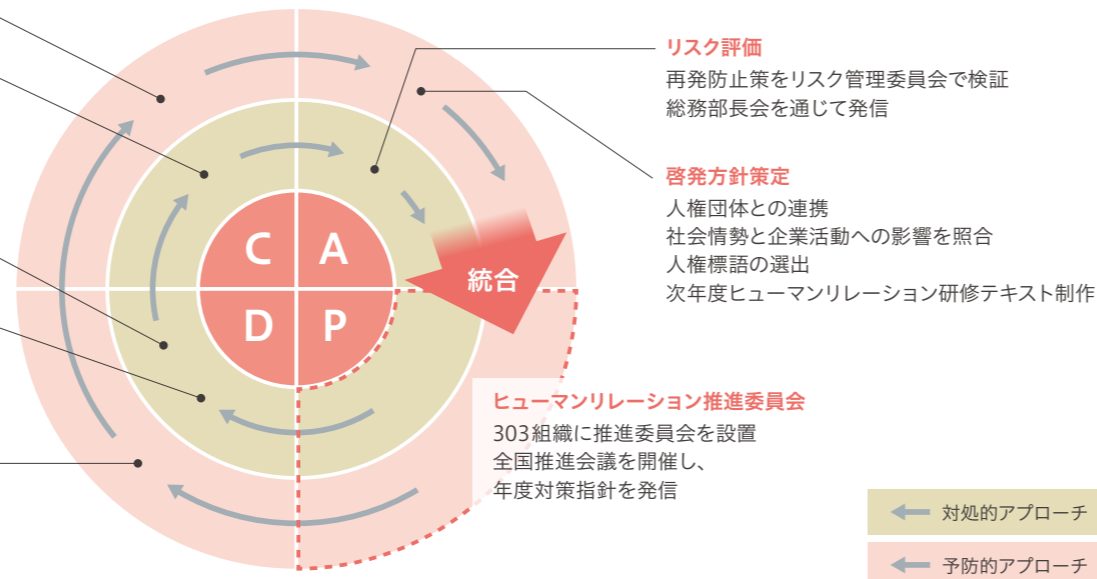 リスク評価
再発防止策をリスク管理委員会で検証
総務部長会を通じて発信
啓発方針策定
人権団体との連携
社会情勢と企業活動への影響を照合
人権標語の選出
次年度ヒューマンリレーション研修テキスト制作
C A
統合
D P
ヒューマンリレーション推進委員会
303組織に推進委員会を設置
全国推進会議を開催し、
年度対策指針を発信
対処的アプローチ
予防的アプローチ